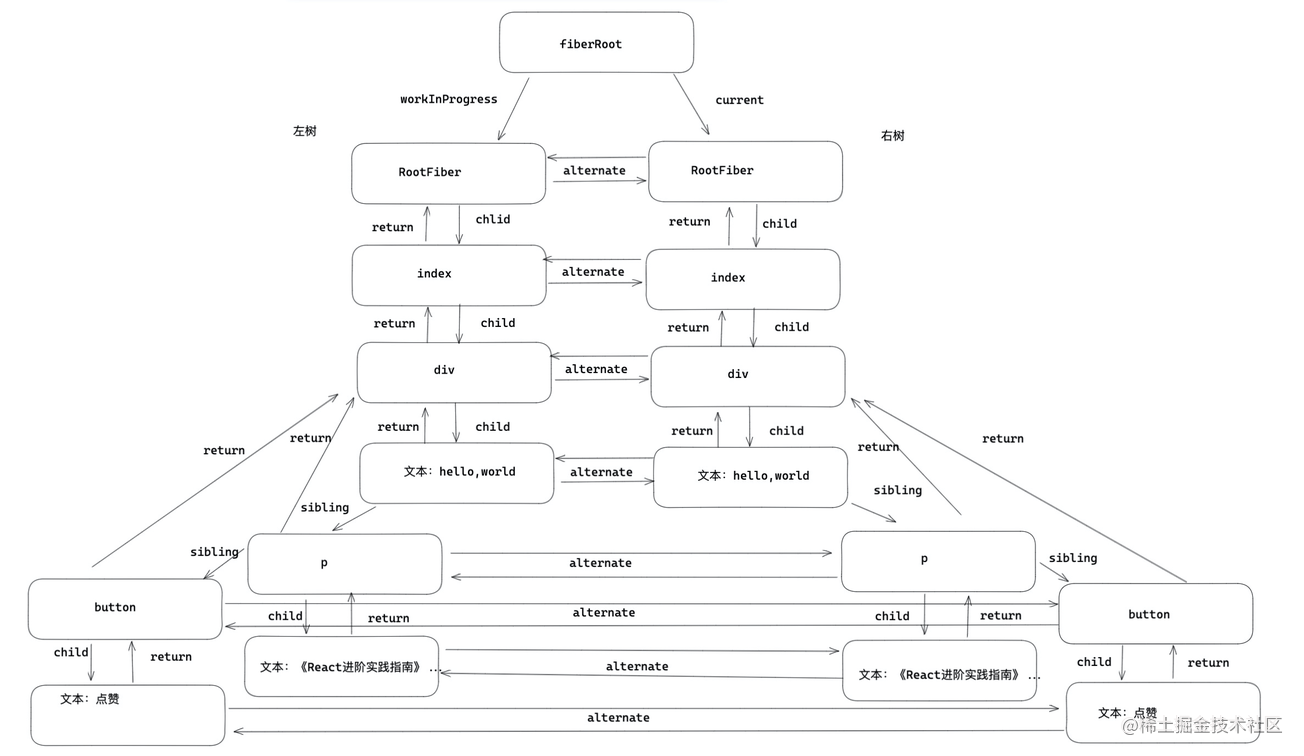 fiberRoot
workInProgress
current
左树
右树
RootFiber
alternate
RootFiber
return
chlid
return
child
index
alternate
index
return
child
return
child
div
alternate
div
return
child
return
child
return
return
return
return
文本: hello,world
alternate
文本: hello,world
sibling
sibling
sibling
p
alternate
p
sibling
button
alternate
button
child
return
child
return
child
return
文本: 《React进阶实践指南》 ...
alternate
文本: 《React进阶实践指南》 ...
child
return
文本: 点赞
alternate
文本: 点赞
@稀土掘金技术社区